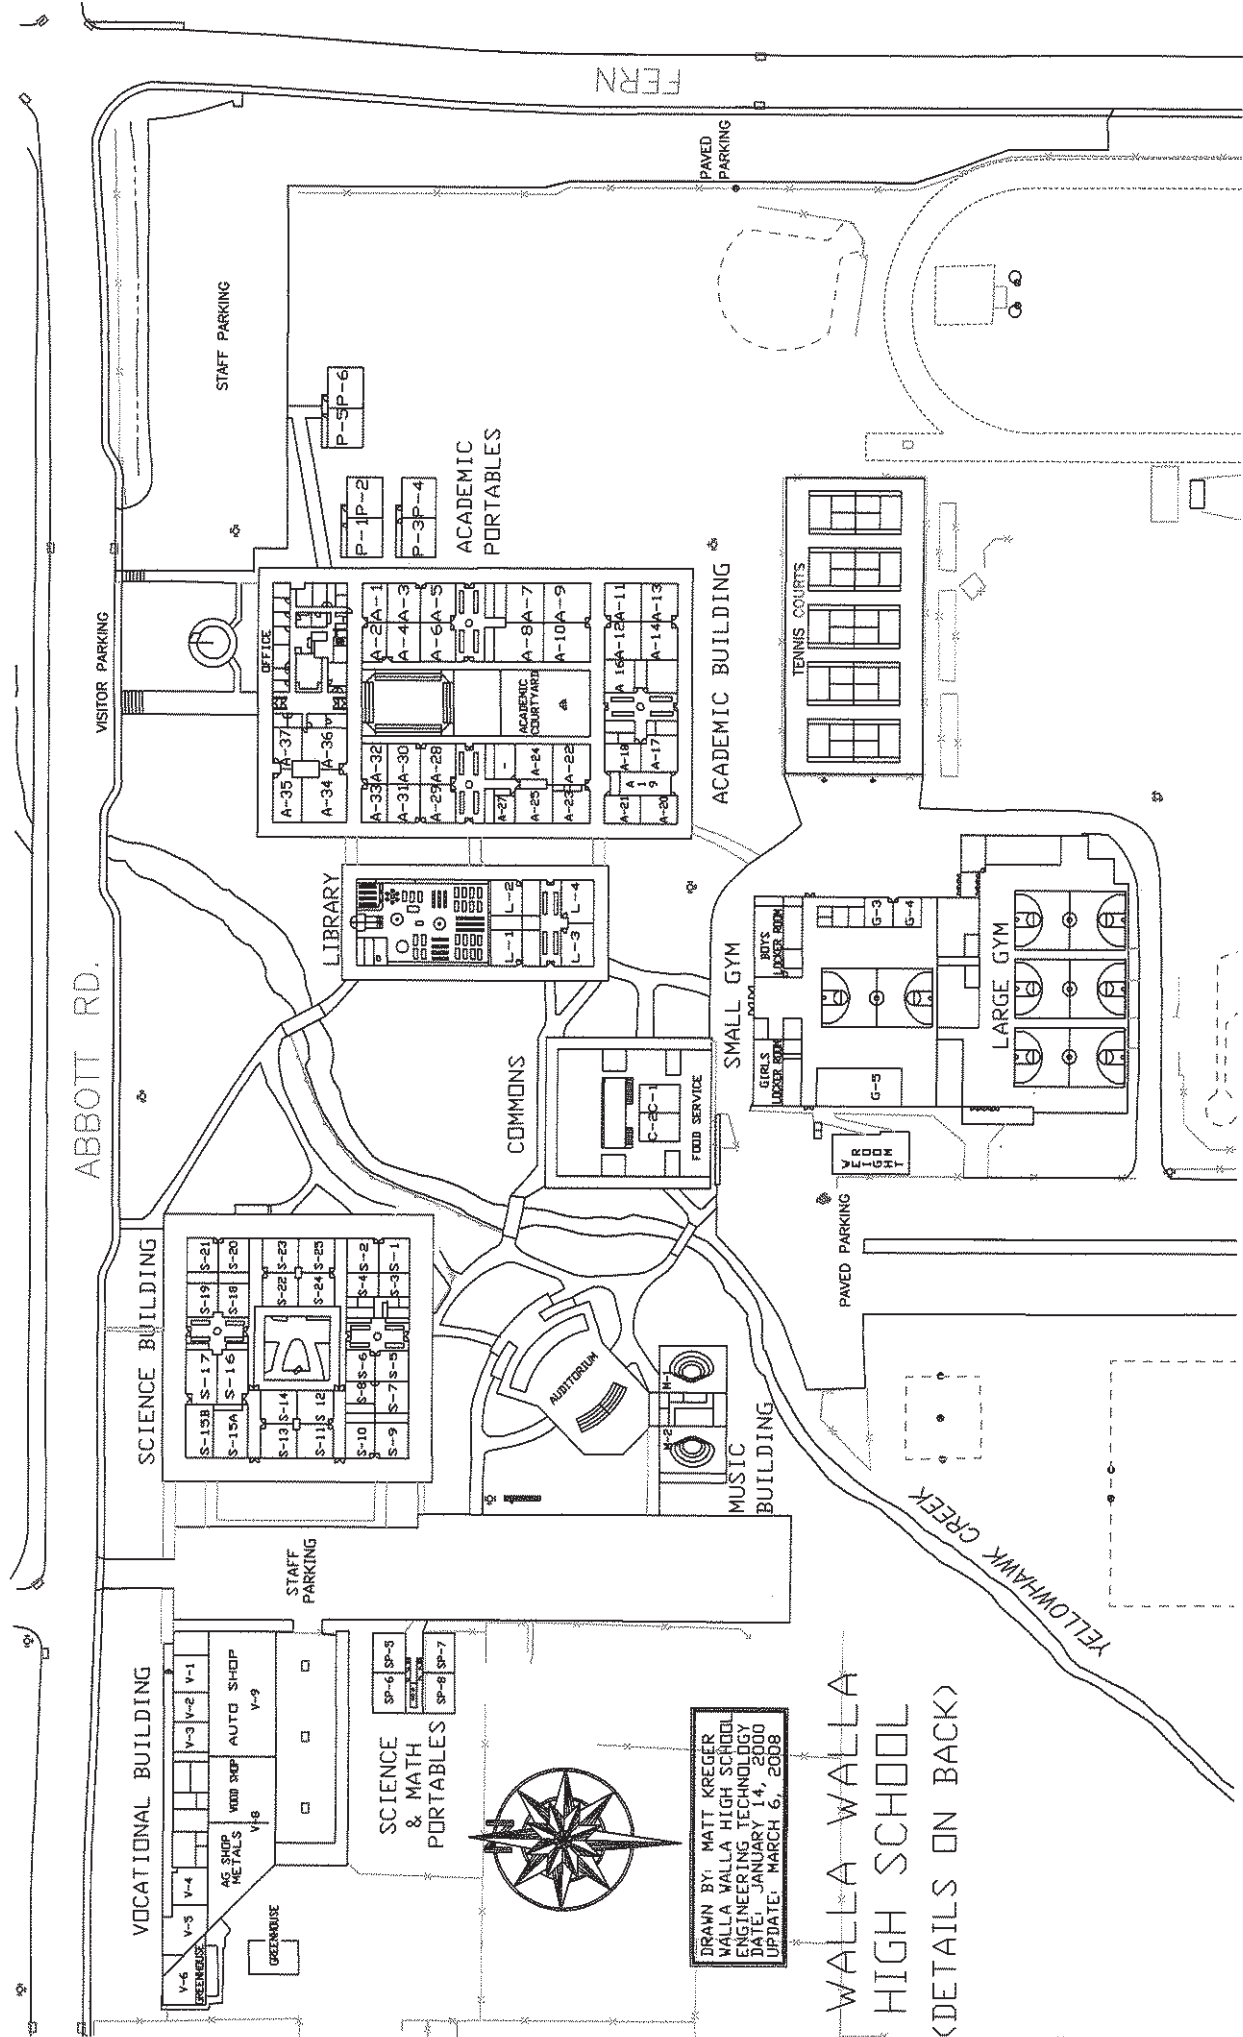 FERN
ABBOTT RD.
VISITOR PARKING
STAFF PARKING
PAVED
PARKING
P-5
P-6
P-1
P-2
P-3
P-4
ACADEMIC
PORTABLES
OFFICE
A-37
A-36
A-35
A-34
A-2
A-1
A-4
A-3
A-6
A-5
A-8
A-7
A-10
A-9
A-12
A-11
A-14
A-13
A 16
A-18
A-17
A
1
9
A-21
A-20
A-33
A-32
A-31
A-30
A-29
A-28
A-27
A-25
A-24
A-23
A-22
ACADEMIC
COURTYARD
ACADEMIC BUILDING
TENNIS COURTS
LIBRARY
L-1
L-2
L-3
L-4
SMALL GYM
BOYS
LOCKER ROOM
GIRLS
LOCKER ROOM
G-3
G-4
G-5
LARGE GYM
WEIGHT
ROOM
COMMONS
C-2
C-1
FOOD SERVICE
PAVED PARKING
SCIENCE BUILDING
S-21
S-20
S-19
S-18
S-17
S-16
S-15B
S-15A
S-23
S-25
S-22
S-24
S-14
S 12
S-13
S-11
S-2
S-1
S-4
S-3
S-6
S-5
S-8
S-7
S-10
S-9
AUDITORIUM
M-1
M-2
MUSIC
BUILDING
YELLOWHAWK CREEK
STAFF
PARKING
VOCATIONAL BUILDING
V-1
V-2
V-3
V-4
V-5
V-6
GREENHOUSE
AUTO SHOP
V-9
WOOD SHOP
V-8
AG SHOP
METALS
GREENHOUSE
SP-6
SP-5
SP-8
SP-7
SCIENCE
& MATH
PORTABLES
N
DRAWN BY: MATT KREGER
WALLA WALLA HIGH SCHOOL
ENGINEERING TECHNOLOGY
DATE: JANUARY 14, 2000
UPDATE: MARCH 6, 2008
WALLA WALLA
HIGH SCHOOL
(DETAILS ON BACK)